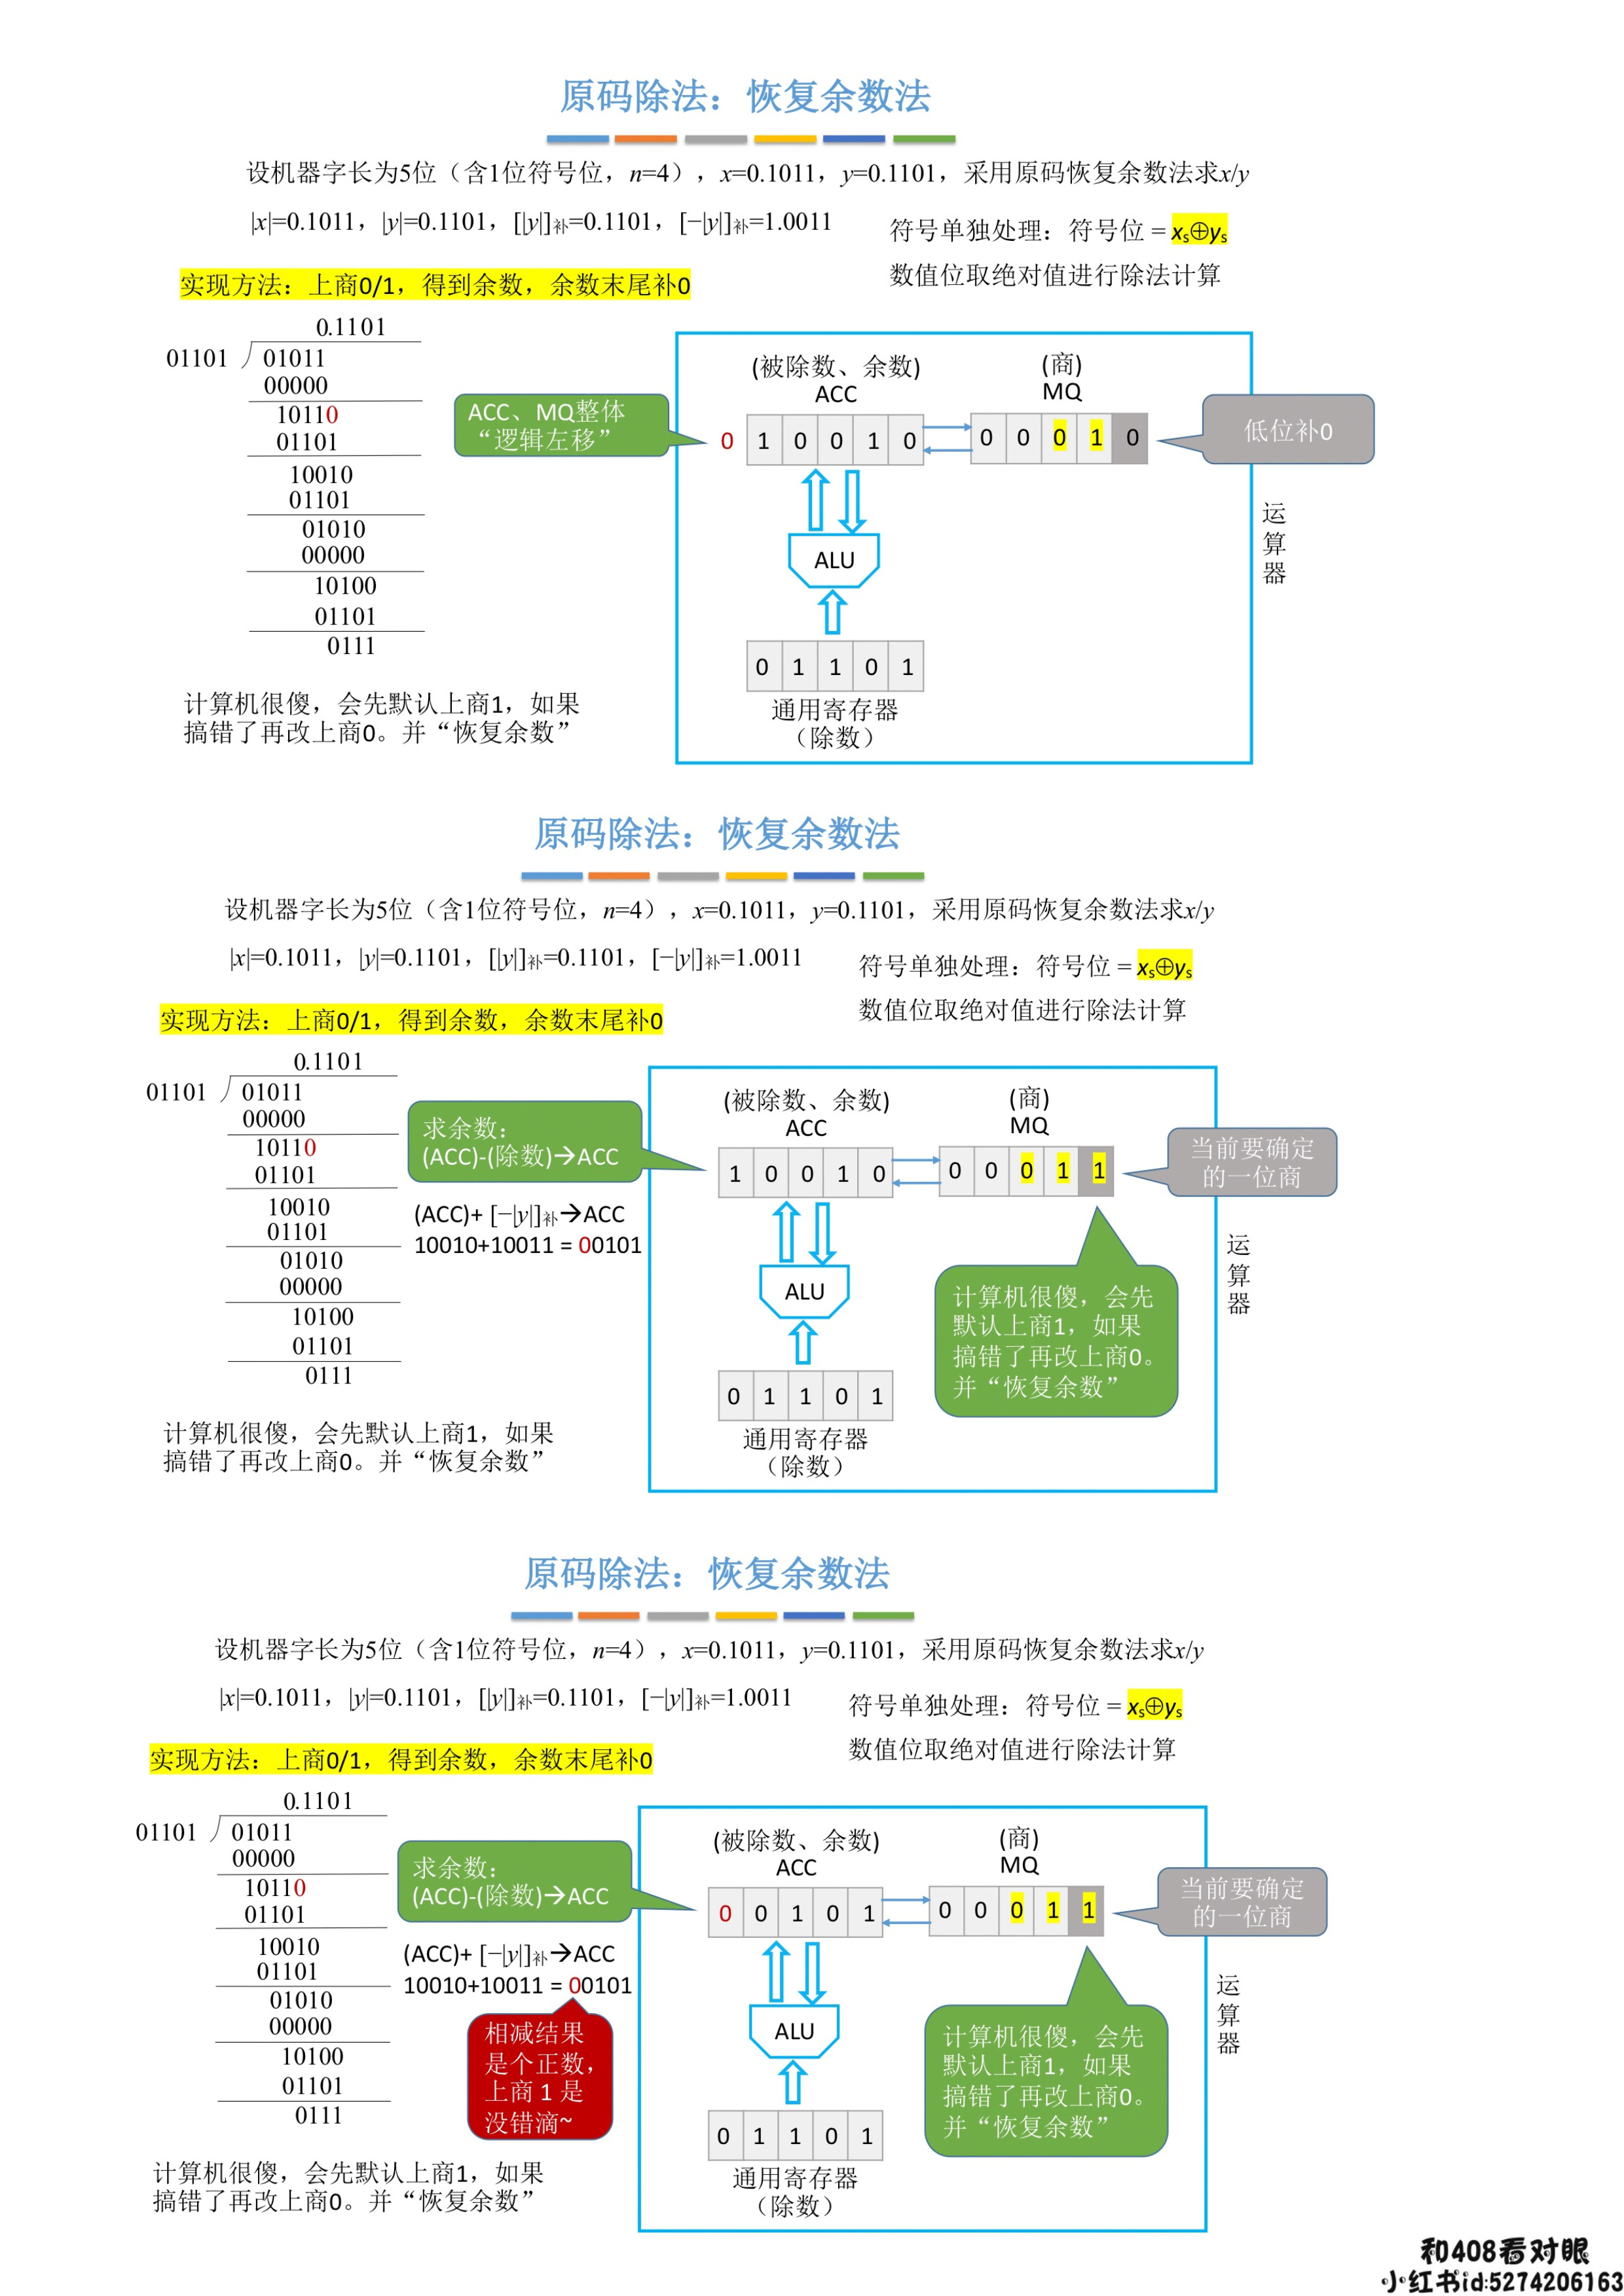 原码除法：恢复余数法
设机器字长为5位（含1位符号位，n=4），x=0.1011，y=0.1101，采用原码恢复余数法求x/y
|x|=0.1011，|y|=0.1101，[|y|]补=0.1101，[−|y|]补=1.0011
符号单独处理：符号位 = xs⊕ys
数值位取绝对值进行除法计算
实现方法：上商0/1，得到余数，余数末尾补0
0.1101
01101
01011
00000
10110
01101
10010
01101
01010
00000
10100
01101
0111
计算机很傻，会先默认上商1，如果
搞错了再改上商0。并“恢复余数”
ACC、MQ整体
“逻辑左移”
(被除数、余数)
ACC
(商)
MQ
0 1 0 0 1 0
0 0 0 1 0
低位补0
ALU
0 1 1 0 1
通用寄存器
（除数）
运
算
器
原码除法：恢复余数法
设机器字长为5位（含1位符号位，n=4），x=0.1011，y=0.1101，采用原码恢复余数法求x/y
|x|=0.1011，|y|=0.1101，[|y|]补=0.1101，[−|y|]补=1.0011
符号单独处理：符号位 = xs⊕ys
数值位取绝对值进行除法计算
实现方法：上商0/1，得到余数，余数末尾补0
0.1101
01101
01011
00000
10110
01101
10010
01101
01010
00000
10100
01101
0111
计算机很傻，会先默认上商1，如果
搞错了再改上商0。并“恢复余数”
求余数：
(ACC)-(除数)→ACC
(ACC)+ [−|y|]补→ACC
10010+10011 = 00101
(被除数、余数)
ACC
(商)
MQ
1 0 0 1 0
0 0 0 1 1
当前要确定
的一位商
ALU
计算机很傻，会先
默认上商1，如果
搞错了再改上商0。
并“恢复余数”
0 1 1 0 1
通用寄存器
（除数）
运
算
器
原码除法：恢复余数法
设机器字长为5位（含1位符号位，n=4），x=0.1011，y=0.1101，采用原码恢复余数法求x/y
|x|=0.1011，|y|=0.1101，[|y|]补=0.1101，[−|y|]补=1.0011
符号单独处理：符号位 = xs⊕ys
数值位取绝对值进行除法计算
实现方法：上商0/1，得到余数，余数末尾补0
0.1101
01101
01011
00000
10110
01101
10010
01101
01010
00000
10100
01101
0111
计算机很傻，会先默认上商1，如果
搞错了再改上商0。并“恢复余数”
求余数：
(ACC)-(除数)→ACC
(ACC)+ [−|y|]补→ACC
10010+10011 = 00101
相减结果
是个正数，
上商 1 是
没错滴~
(被除数、余数)
ACC
(商)
MQ
0 0 1 0 1
0 0 0 1 1
当前要确定
的一位商
ALU
计算机很傻，会先
默认上商1，如果
搞错了再改上商0。
并“恢复余数”
0 1 1 0 1
通用寄存器
（除数）
运
算
器
和408看对眼
小红书id:5274206163